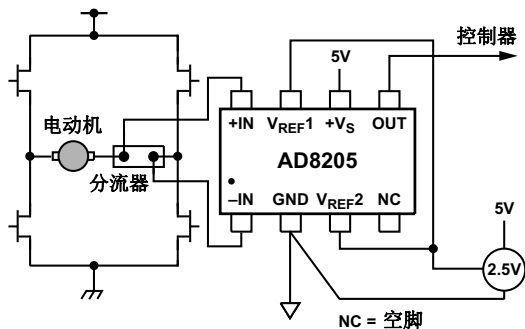 控制器
5V
+IN VREF1 +VS OUT
电动机
AD8205
分流器
–IN GND VREF2 NC
5V
2.5V
NC = 空脚